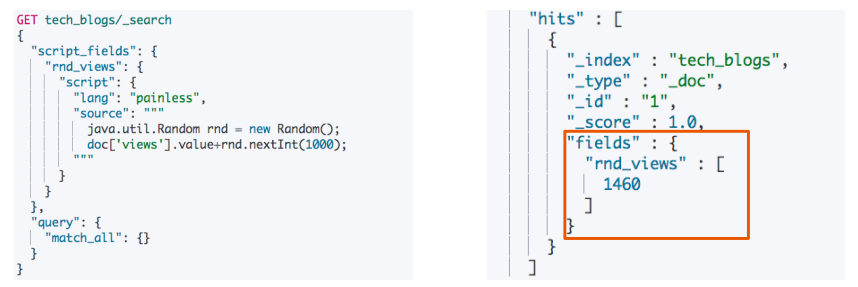 GET tech_blogs/_search
{
  "script_fields": {
    "rnd_views": {
      "script": {
        "lang": "painless",
        "source": """
          java.util.Random rnd = new Random();
          doc['views'].value+rnd.nextInt(1000);
        """
      }
    }
  },
  "query": {
    "match_all": {}
  }
}
"hits" : [
  {
    "_index" : "tech_blogs",
    "_type" : "_doc",
    "_id" : "1",
    "_score" : 1.0,
    "fields" : {
      "rnd_views" : [
        1460
      ]
    }
  }
]